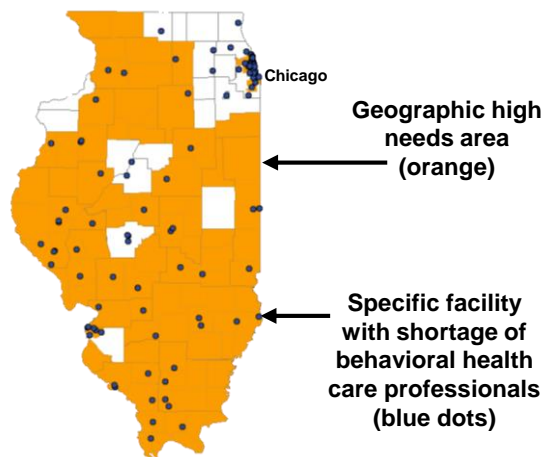 Chicago
Geographic high
needs area
(orange)
Specific facility
with shortage of
behavioral health
care professionals
(blue dots)